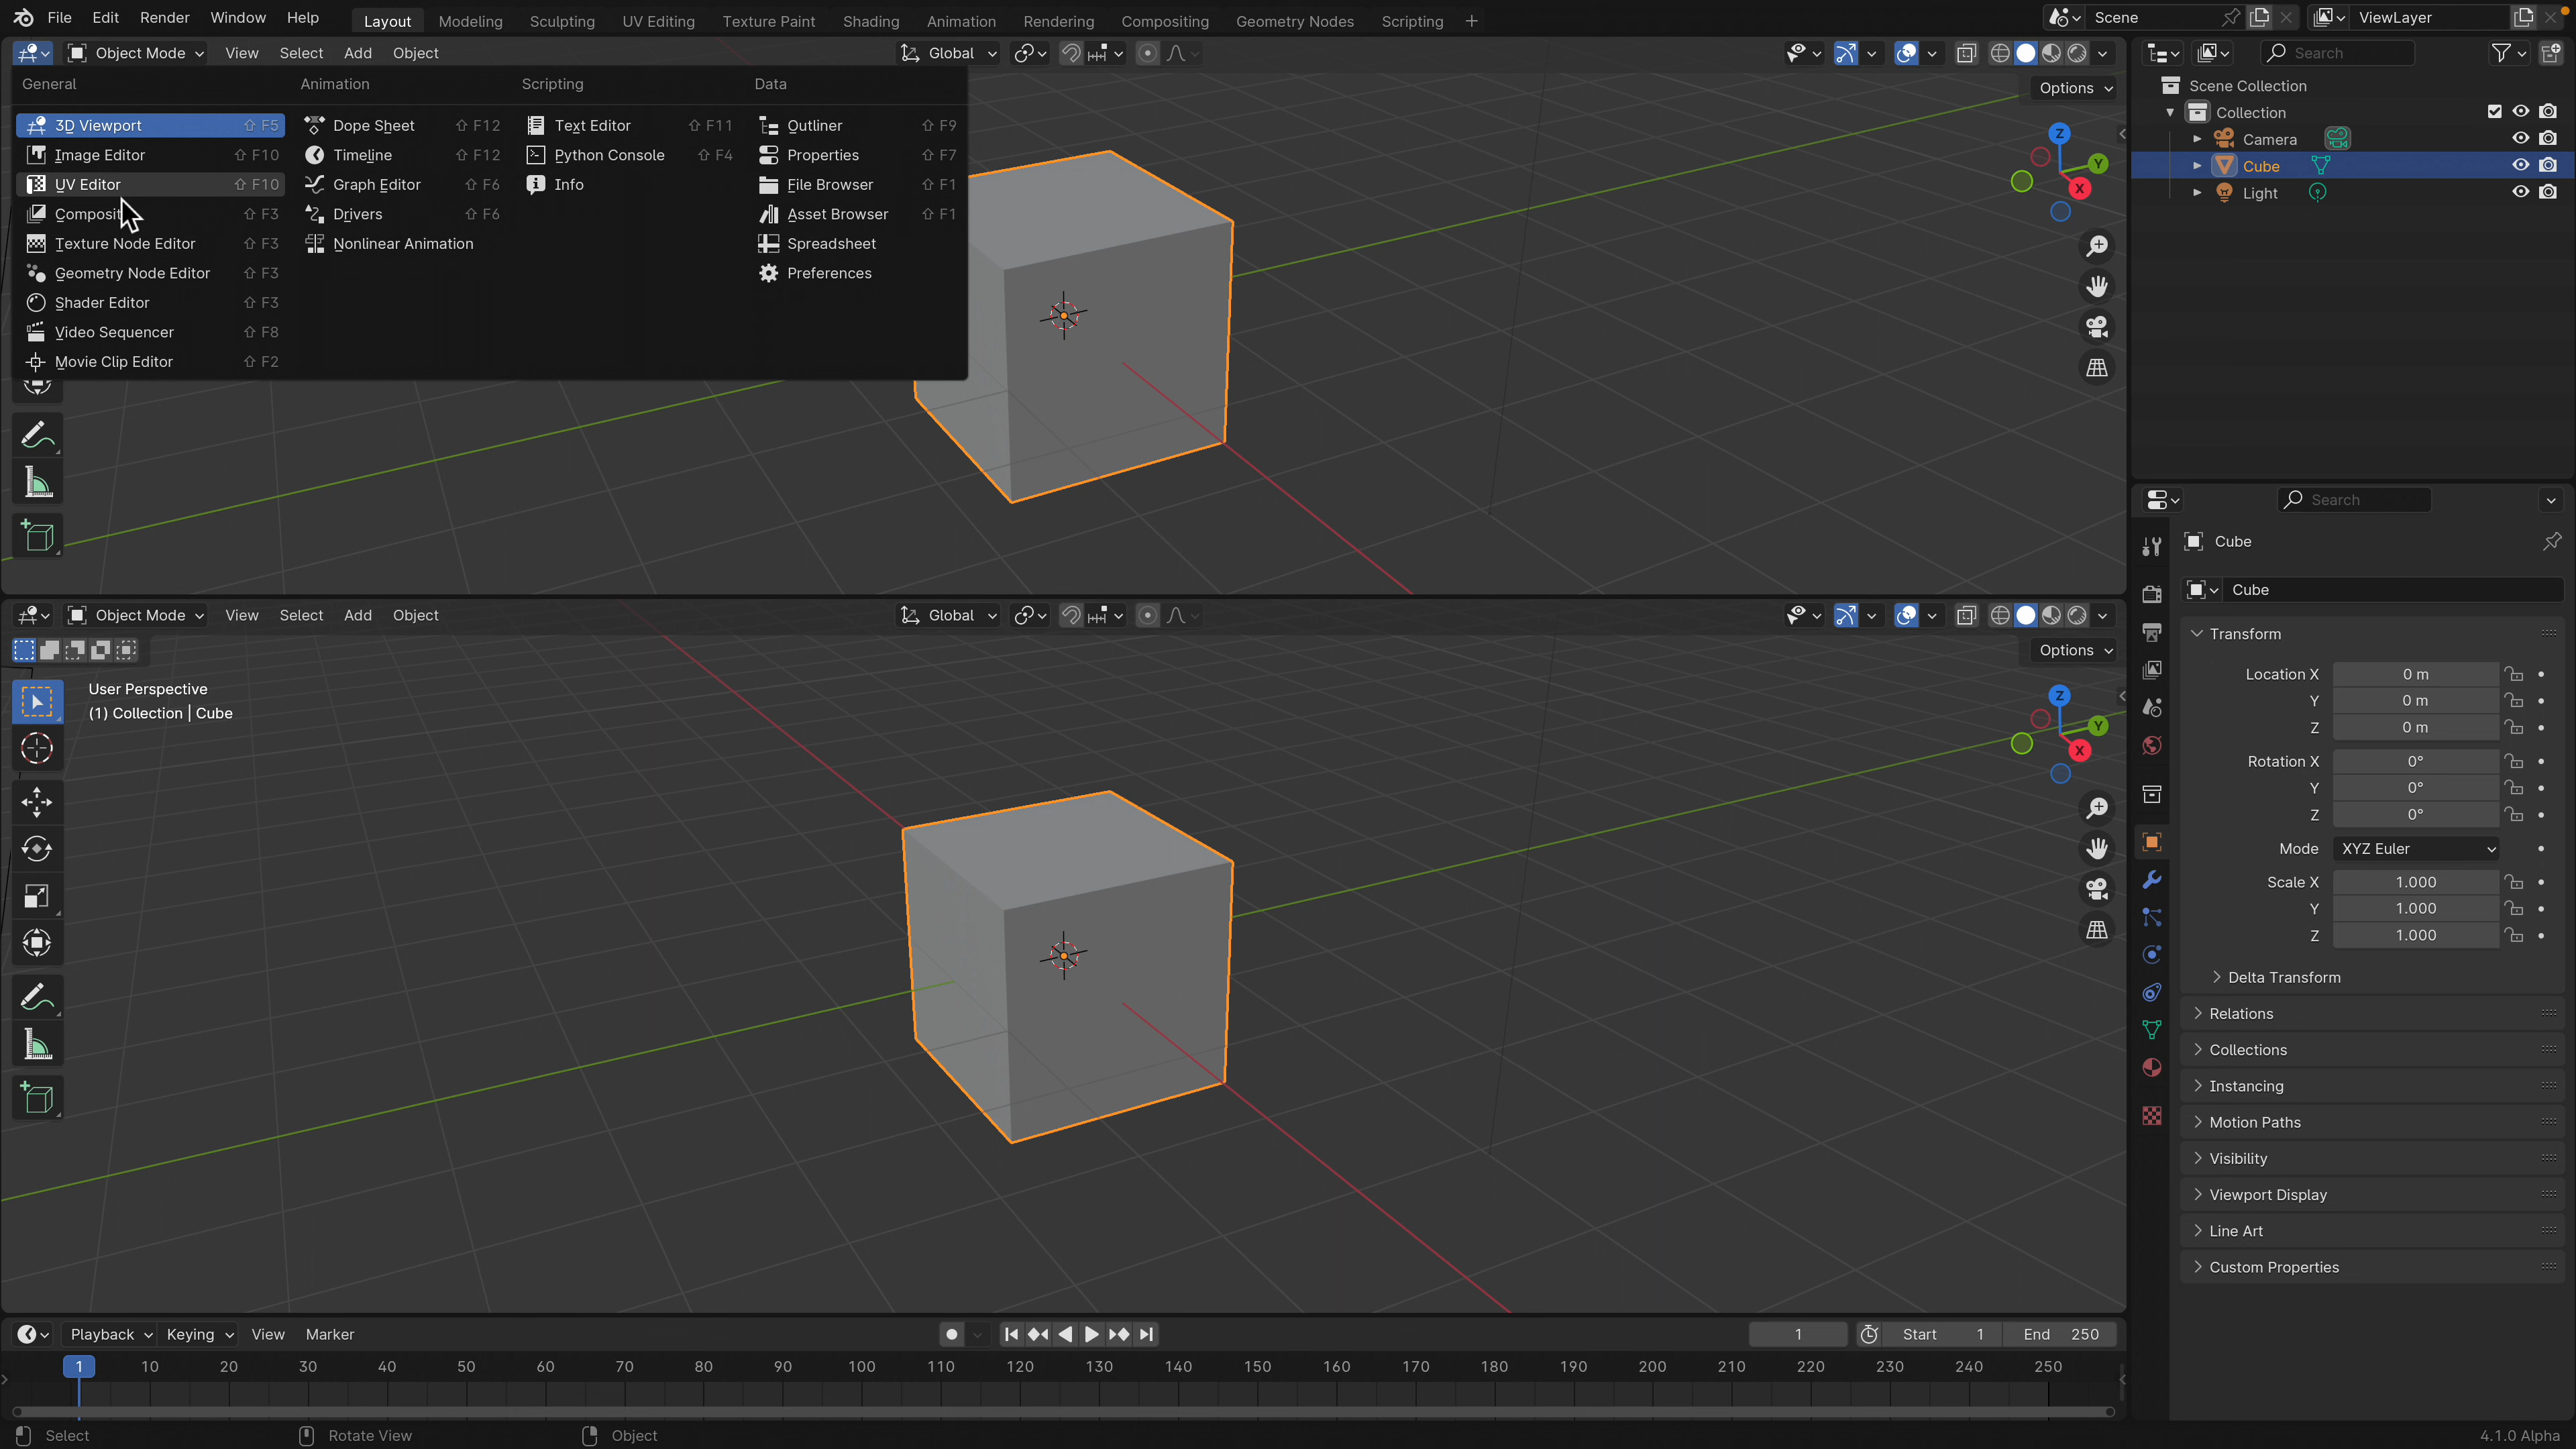 File Edit Render Window Help Layout Modeling Sculpting UV Editing Texture Paint Shading Animation Rendering Compositing Geometry Nodes Scripting + Scene ViewLayer
Object Mode View Select Add Object Global Search
General Animation Scripting Data Options
3D Viewport ⇧ F5 Dope Sheet ⇧ F12 Text Editor ⇧ F11 Outliner ⇧ F9
Image Editor ⇧ F10 Timeline ⇧ F12 Python Console ⇧ F4 Properties ⇧ F7
UV Editor ⇧ F10 Graph Editor ⇧ F6 Info File Browser ⇧ F1
⇧ F3 Drivers ⇧ F6 Asset Browser ⇧ F1
Texture Node Editor ⇧ F3 Nonlinear Animation Spreadsheet
Geometry Node Editor ⇧ F3 Preferences
Shader Editor ⇧ F3
Video Sequencer ⇧ F8
Movie Clip Editor ⇧ F2
Z
Y
X
Scene Collection
Collection
Camera
Cube
Light
Object Mode View Select Add Object Global
Options
User Perspective
(1) Collection | Cube
Z
Y
X
Search
Cube
Cube
Transform
Location X 0 m
Y 0 m
Z 0 m
Rotation X 0°
Y 0°
Z 0°
Mode XYZ Euler
Scale X 1.000
Y 1.000
Z 1.000
Delta Transform
Relations
Collections
Instancing
Motion Paths
Visibility
Viewport Display
Line Art
Custom Properties
Playback Keying View Marker 1 Start 1 End 250
1 10 20 30 40 50 60 70 80 90 100 110 120 130 140 150 160 170 180 190 200 210 220 230 240 250
Select Rotate View Object 4.1.0 Alpha